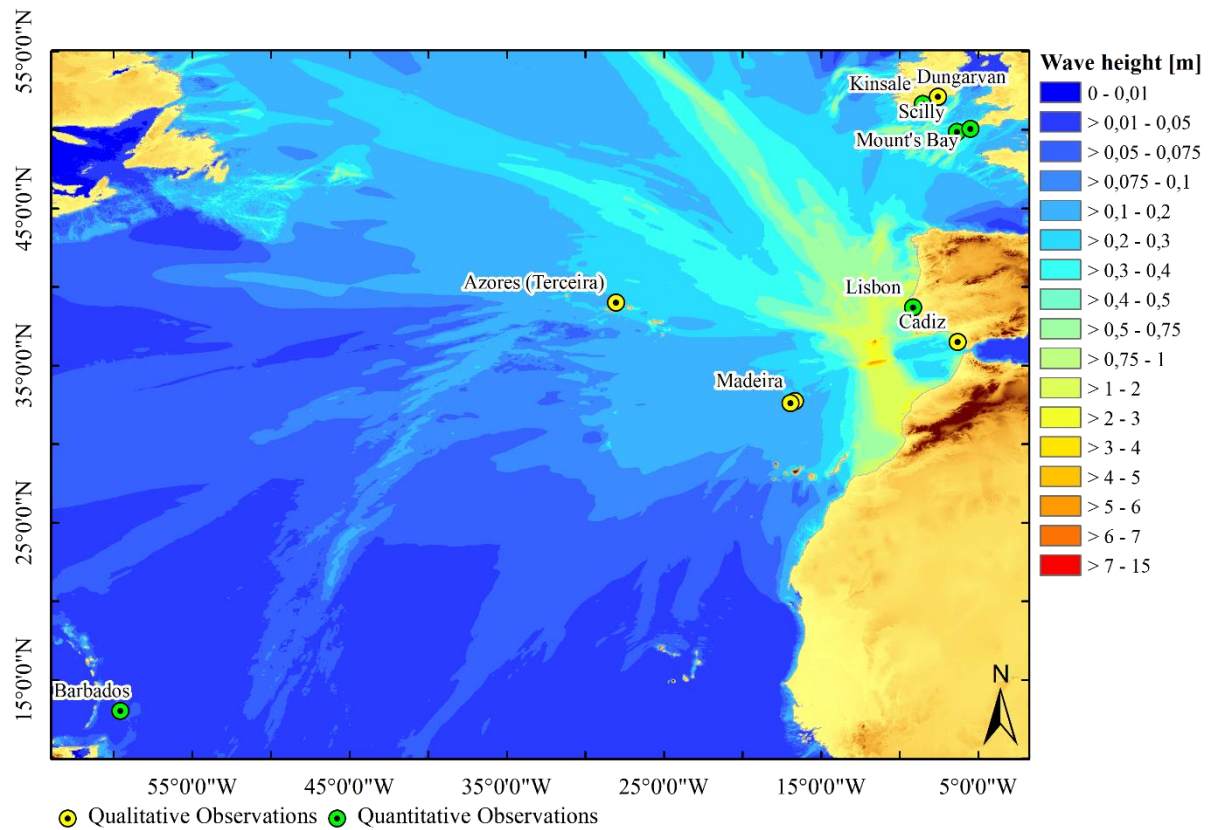 55°0'0"N
45°0'0"N
35°0'0"N
25°0'0"N
15°0'0"N
Kinsale
Dungarvan
Scilly
Mount's Bay
Azores (Terceira)
Lisbon
Cadiz
Madeira
Barbados
N
55°0'0"W
45°0'0"W
35°0'0"W
25°0'0"W
15°0'0"W
5°0'0"W
Wave height [m]
0 - 0,01
> 0,01 - 0,05
> 0,05 - 0,075
> 0,075 - 0,1
> 0,1 - 0,2
> 0,2 - 0,3
> 0,3 - 0,4
> 0,4 - 0,5
> 0,5 - 0,75
> 0,75 - 1
> 1 - 2
> 2 - 3
> 3 - 4
> 4 - 5
> 5 - 6
> 6 - 7
> 7 - 15
Qualitative Observations
Quantitative Observations